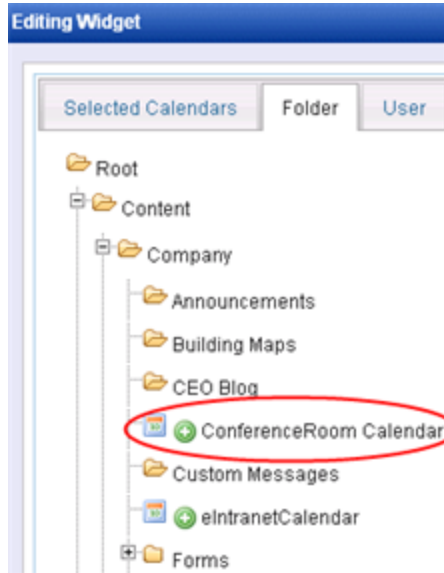 Editing Widget
Selected Calendars Folder User
Root
Content
Company
Announcements
Building Maps
CEO Blog
ConferenceRoom Calendar
Custom Messages
eIntranetCalendar
Forms